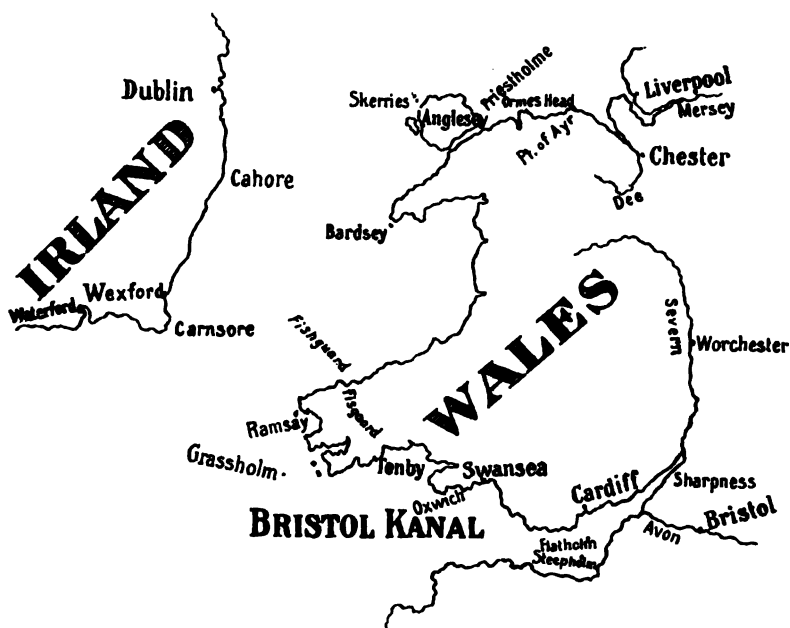 Dublin
IRLAND
Cahore
Waterford
Wexford
Carnsore
Skerries
Anglesey
Priestholme
Ormes Head
Pt. of Ayr
Liverpool
Mersey
Chester
Dee
Bardsey
WALES
Severn
Worchester
Fishguard
Fisguard
Ramsay
Grassholm
Tenby
Swansea
Oxwich
Cardiff
Sharpness
BRISTOL KANAL
Avon
Bristol
Flatholm
Steepholm